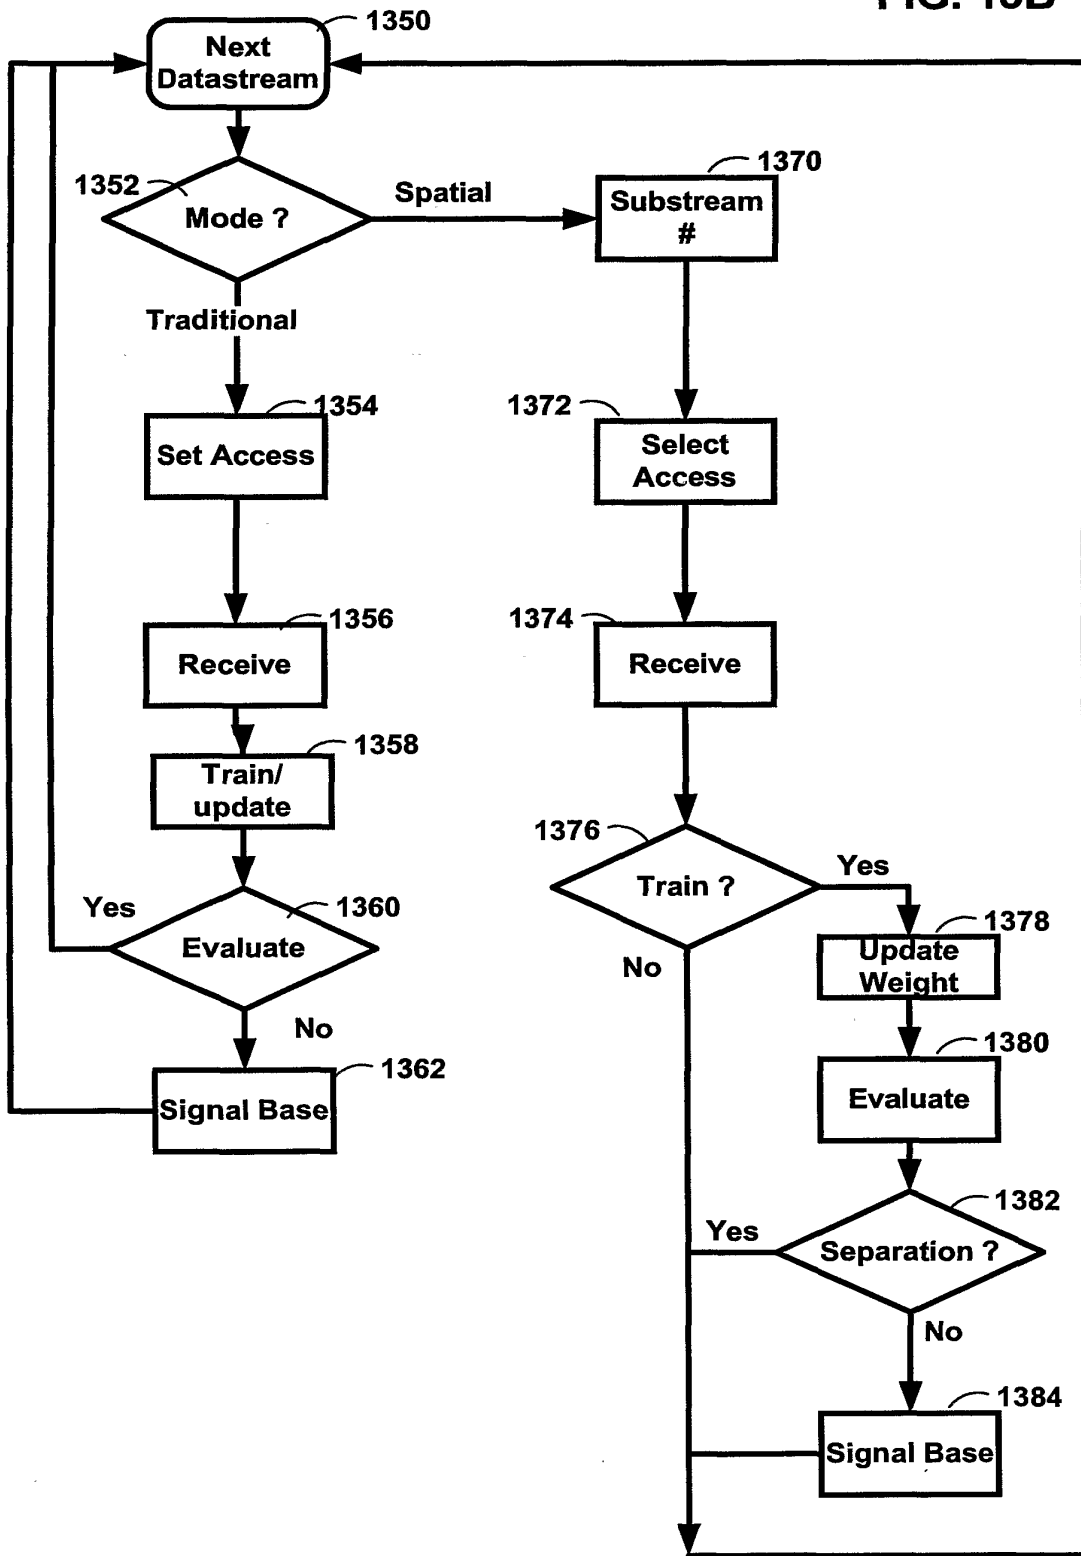 1350
Next
Datastream
1352
Mode ?
Spatial
1370
Substream
#
Traditional
1354
Set Access
1372
Select
Access
1356
Receive
1374
Receive
1358
Train/
update
1376
Train ?
Yes
Yes
1360
Evaluate
1378
Update
Weight
No
No
1380
Evaluate
1362
Signal Base
1382
Separation ?
Yes
No
1384
Signal Base